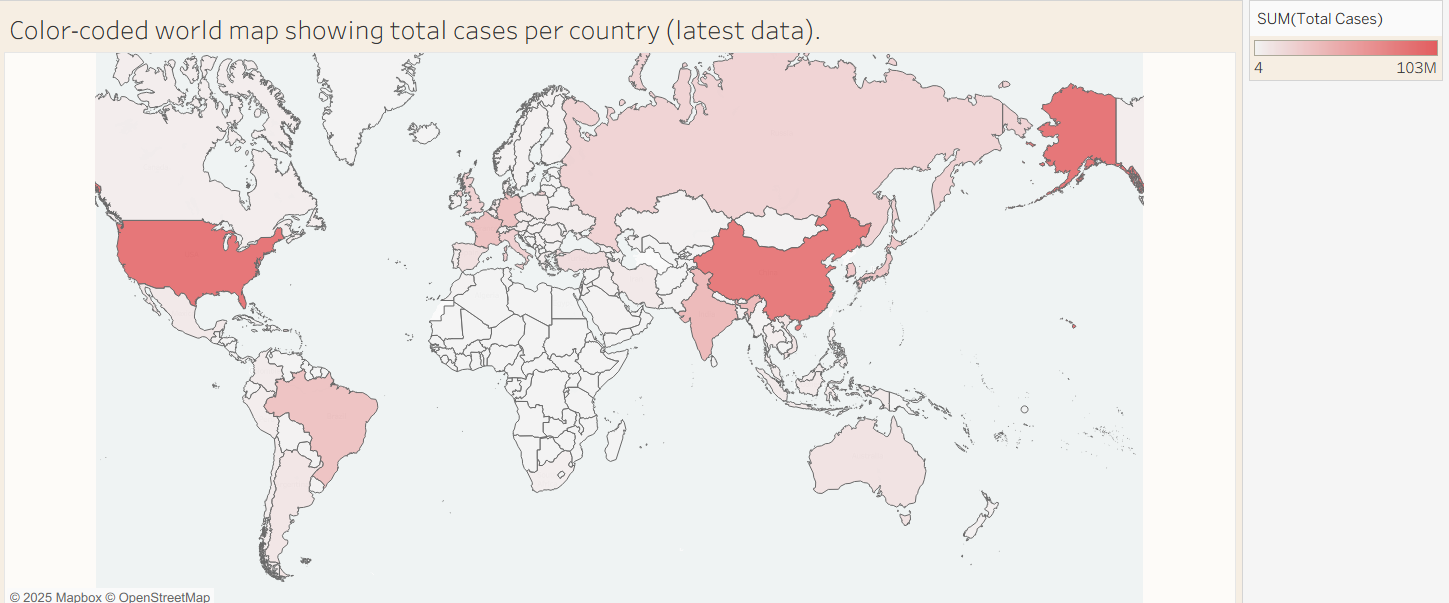 Color-coded world map showing total cases per country (latest data).
SUM(Total Cases)
4 103M
© 2025 Mapbox © OpenStreetMap